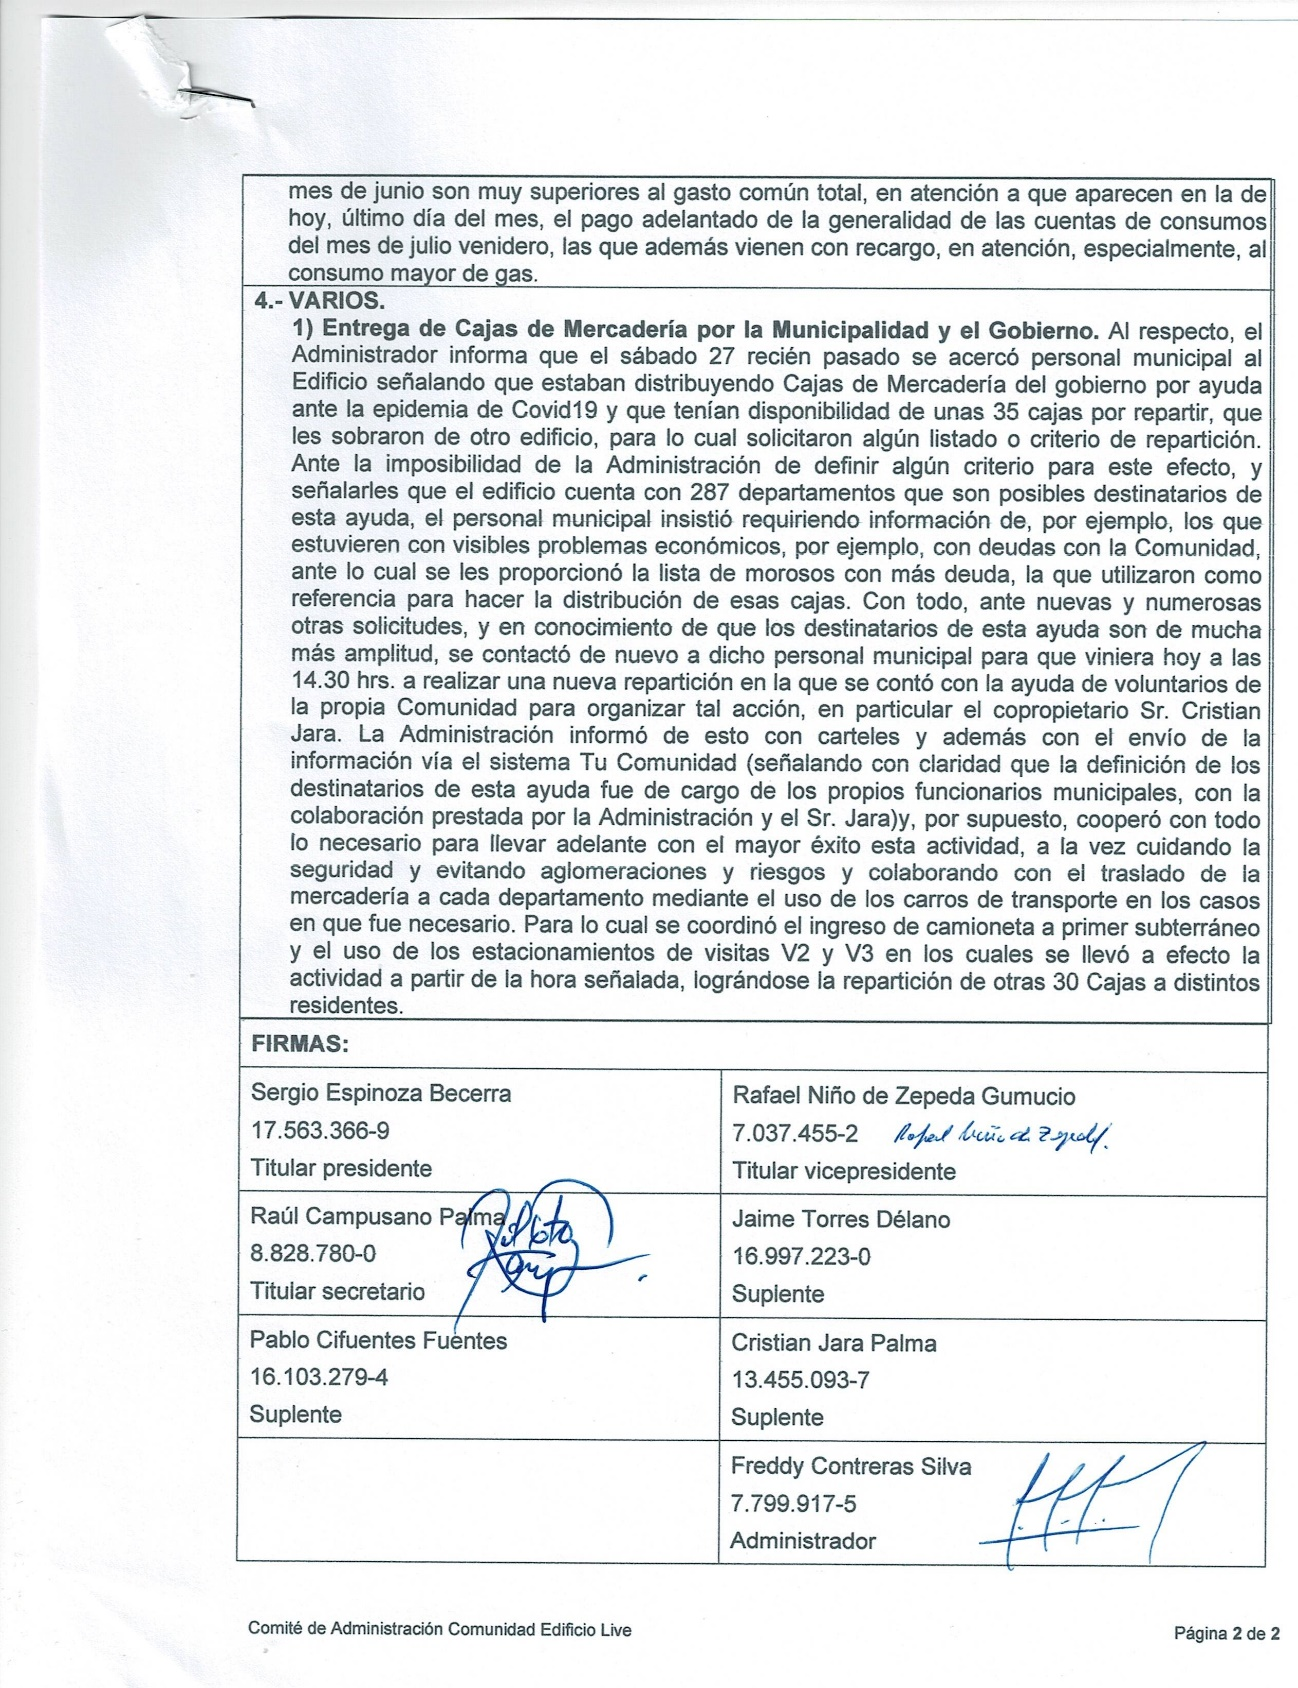 mes de junio son muy superiores al gasto común total, en atención a que aparecen en la de
hoy, último día del mes, el pago adelantado de la generalidad de las cuentas de consumos
del mes de julio venidero, las que además vienen con recargo, en atención, especialmente, al
consumo mayor de gas.
4.- VARIOS.
1) Entrega de Cajas de Mercadería por la Municipalidad y el Gobierno. Al respecto, el
Administrador informa que el sábado 27 recién pasado se acercó personal municipal al
Edificio señalando que estaban distribuyendo Cajas de Mercadería del gobierno por ayuda
ante la epidemia de Covid19 y que tenían disponibilidad de unas 35 cajas por repartir, que
les sobraron de otro edificio, para lo cual solicitaron algún listado o criterio de repartición.
Ante la imposibilidad de la Administración de definir algún criterio para este efecto, y
señalarles que el edificio cuenta con 287 departamentos que son posibles destinatarios de
esta ayuda, el personal municipal insistió requiriendo información de, por ejemplo, los que
estuvieren con visibles problemas económicos, por ejemplo, con deudas con la Comunidad,
ante lo cual se les proporcionó la lista de morosos con más deuda, la que utilizaron como
referencia para hacer la distribución de esas cajas. Con todo, ante nuevas y numerosas
otras solicitudes, y en conocimiento de que los destinatarios de esta ayuda son de mucha
más amplitud, se contactó de nuevo a dicho personal municipal para que viniera hoy a las
14.30 hrs. a realizar una nueva repartición en la que se contó con la ayuda de voluntarios de
la propia Comunidad para organizar tal acción, en particular el copropietario Sr. Cristian
Jara. La Administración informó de esto con carteles y además con el envío de la
información vía el sistema Tu Comunidad (señalando con claridad que la definición de los
destinatarios de esta ayuda fue de cargo de los propios funcionarios municipales, con la
colaboración prestada por la Administración y el Sr. Jara)y, por supuesto, cooperó con todo
lo necesario para llevar adelante con el mayor éxito esta actividad, a la vez cuidando la
seguridad y evitando aglomeraciones y riesgos y colaborando con el traslado de la
mercadería a cada departamento mediante el uso de los carros de transporte en los casos
en que fue necesario. Para lo cual se coordinó el ingreso de camioneta a primer subterráneo
y el uso de los estacionamientos de visitas V2 y V3 en los cuales se llevó a efecto la
actividad a partir de la hora señalada, lográndose la repartición de otras 30 Cajas a distintos
residentes.
FIRMAS:
Sergio Espinoza Becerra
17.563.366-9
Titular presidente
Rafael Niño de Zepeda Gumucio
7.037.455-2 Rafael Niño de Zepeda
Titular vicepresidente
Raúl Campusano Palma
8.828.780-0
Titular secretario
Jaime Torres Délano
16.997.223-0
Suplente
Pablo Cifuentes Fuentes
16.103.279-4
Suplente
Cristian Jara Palma
13.455.093-7
Suplente
Freddy Contreras Silva
7.799.917-5
Administrador
Comité de Administración Comunidad Edificio Live
Página 2 de 2